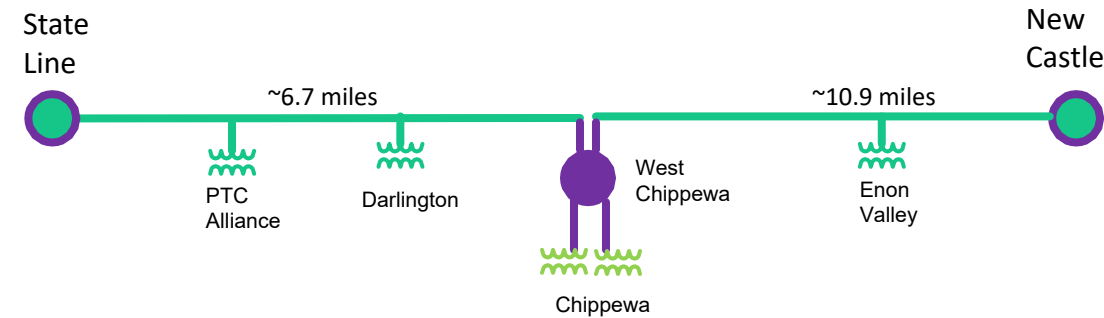 State
Line
New
Castle
~6.7 miles
~10.9 miles
PTC
Alliance
Darlington
West
Chippewa
Enon
Valley
Chippewa